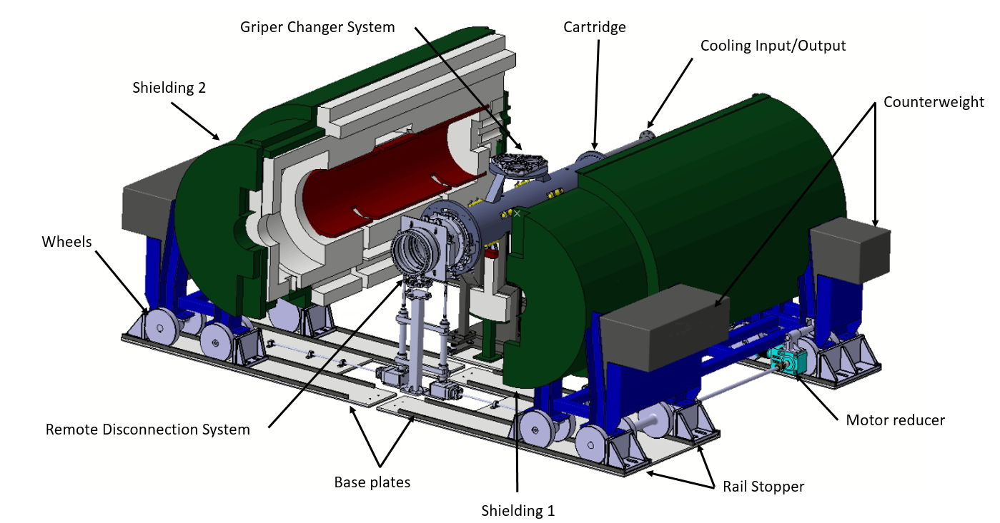 Griper Changer System
Cartridge
Cooling Input/Output
Shielding 2
Counterweight
Wheels
Remote Disconnection System
Motor reducer
Base plates
Rail Stopper
Shielding 1